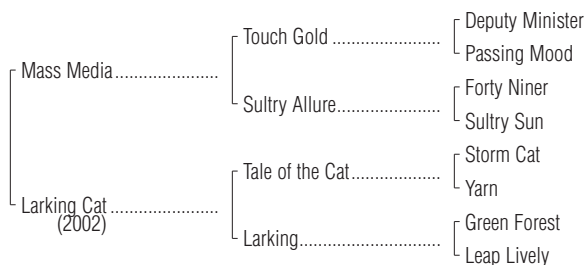 Deputy Minister
Touch Gold
Passing Mood
Mass Media
Forty Niner
Sultry Allure
Sultry Sun
Storm Cat
Tale of the Cat
Yarn
Larking Cat
(2002)
Green Forest
Larking
Leap Lively